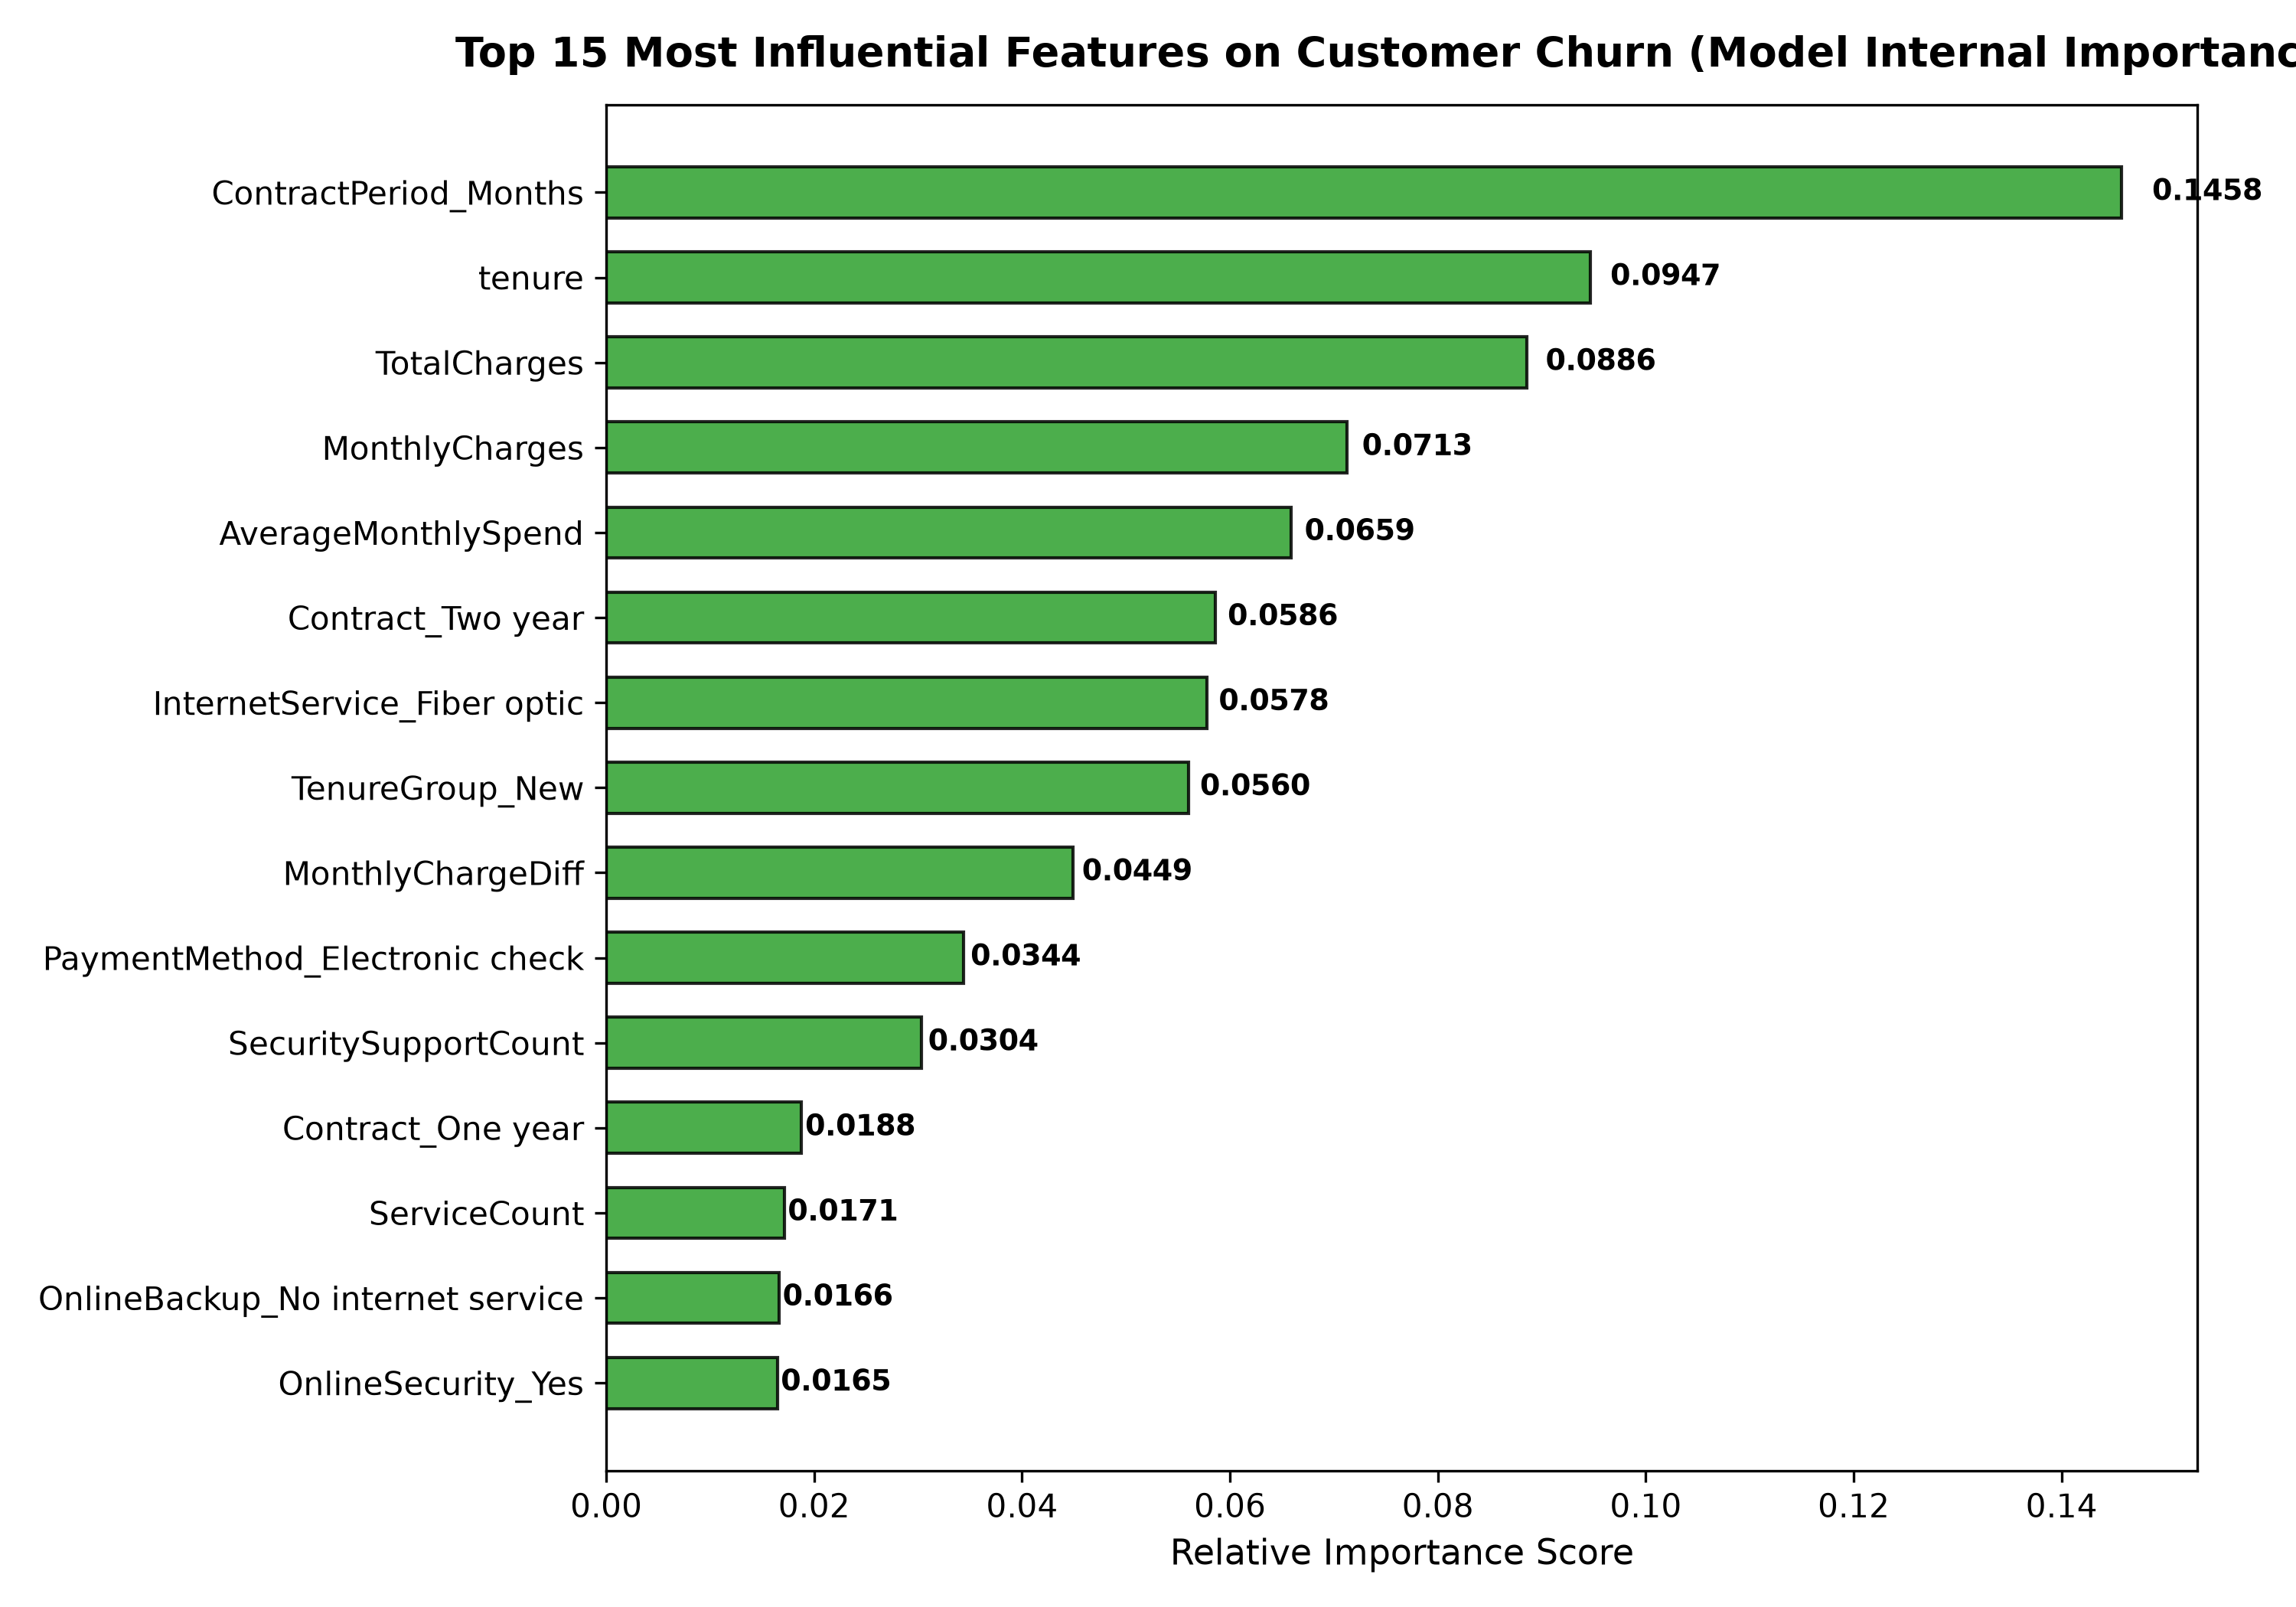 Top 15 Most Influential Features on Customer Churn (Model Internal Importanc
ContractPeriod_Months 0.1458
tenure 0.0947
TotalCharges 0.0886
MonthlyCharges 0.0713
AverageMonthlySpend 0.0659
Contract_Two year 0.0586
InternetService_Fiber optic 0.0578
TenureGroup_New 0.0560
MonthlyChargeDiff 0.0449
PaymentMethod_Electronic check 0.0344
SecuritySupportCount 0.0304
Contract_One year 0.0188
ServiceCount 0.0171
OnlineBackup_No internet service 0.0166
OnlineSecurity_Yes 0.0165
0.00 0.02 0.04 0.06 0.08 0.10 0.12 0.14
Relative Importance Score